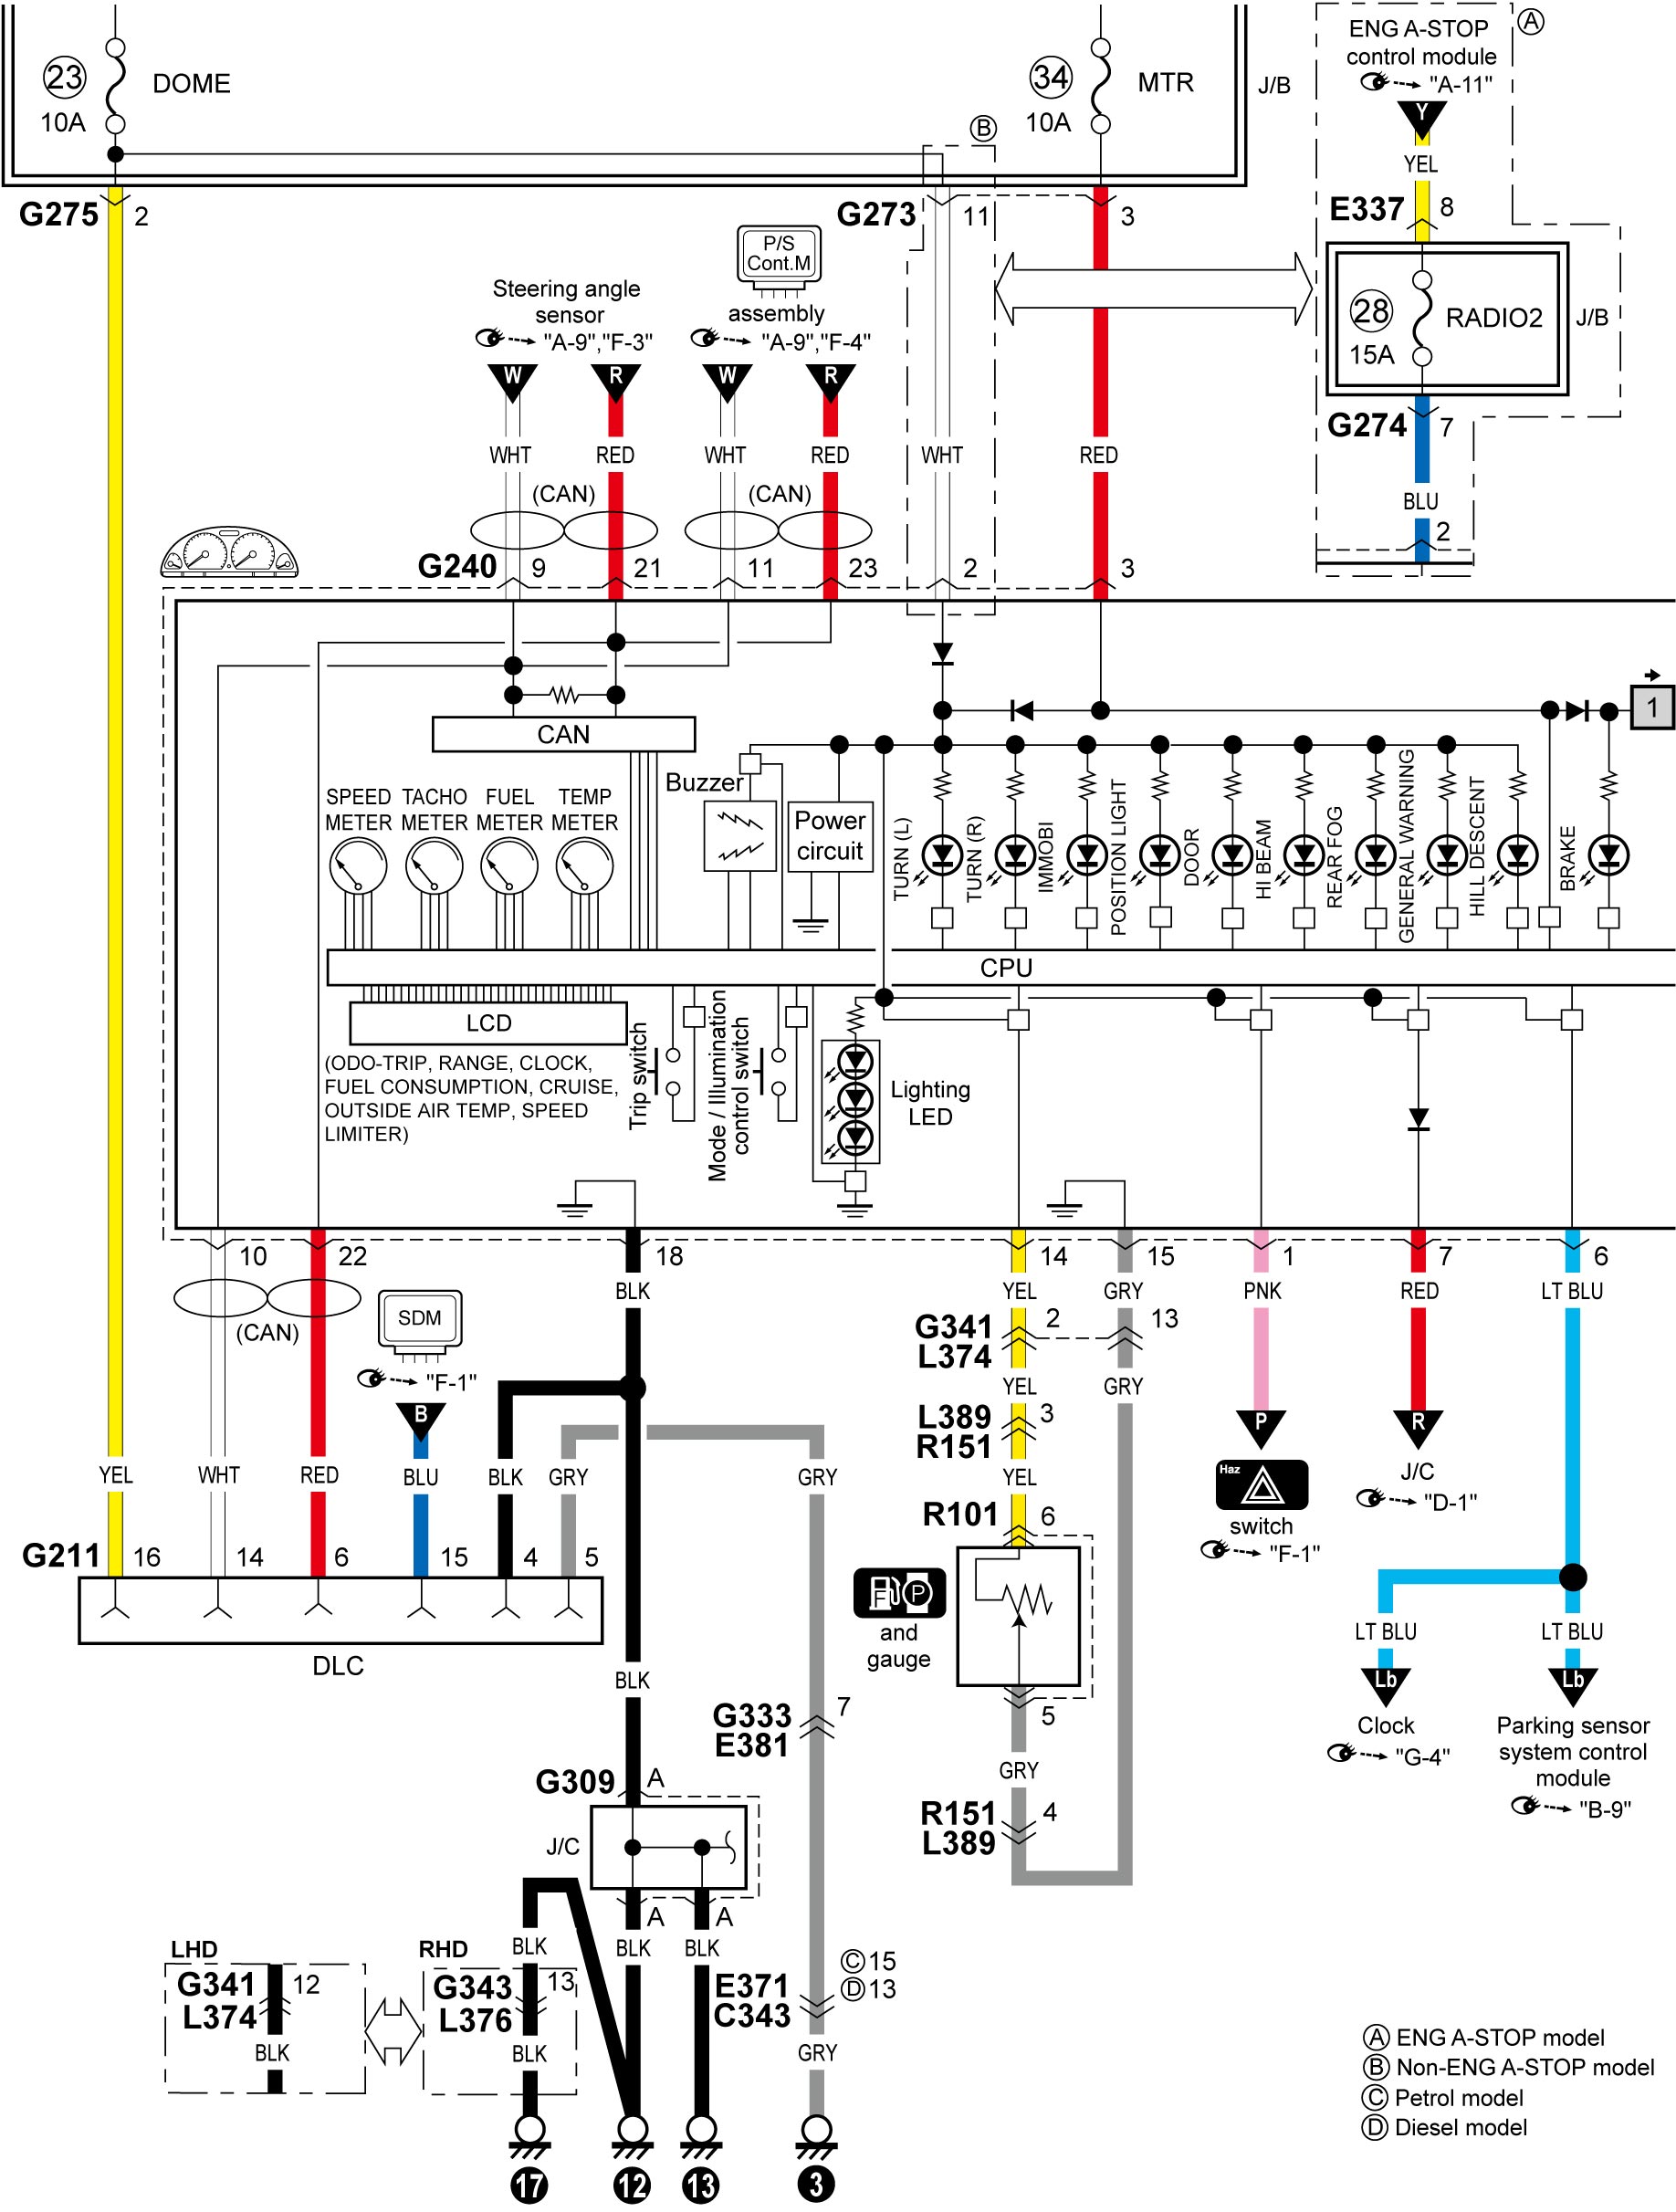 23
DOME
10A
34
MTR
10A
J/B
B
A
ENG A-STOP
control module
"A-11"
Y
YEL
E337
8
28
RADIO2
15A
J/B
G274
7
BLU
2
G275
2
G273
11
3
P/S
Cont.M
assembly
"A-9","F-4"
Steering angle
sensor
"A-9","F-3"
W
R
W
R
WHT
RED
WHT
RED
WHT
RED
(CAN)
(CAN)
G240
9
21
11
23
2
3
1
CAN
Buzzer
SPEED
METER
TACHO
METER
FUEL
METER
TEMP
METER
Power
circuit
TURN (L)
TURN (R)
IMMOBI
POSITION LIGHT
DOOR
HI BEAM
REAR FOG
GENERAL WARNING
HILL DESCENT
BRAKE
CPU
LCD
(ODO-TRIP, RANGE, CLOCK,
FUEL CONSUMPTION, CRUISE,
OUTSIDE AIR TEMP, SPEED
LIMITER)
Trip switch
Mode / Illumination
control switch
Lighting
LED
10
22
18
14
15
1
7
6
BLK
YEL
GRY
PNK
RED
LT BLU
(CAN)
SDM
"F-1"
B
G341
L374
2
13
YEL
GRY
L389
R151
3
YEL
P
Haz
switch
"F-1"
R
J/C
"D-1"
YEL
WHT
RED
BLU
BLK
GRY
GRY
R101
6
G211
16
14
6
15
4
5
DLC
P
and
gauge
5
LT BLU
LT BLU
Lb
Lb
Clock
"G-4"
Parking sensor
system control
module
"B-9"
BLK
G333
E381
7
GRY
R151
L389
4
G309
A
J/C
A
A
BLK
BLK
BLK
LHD
G341
L374
12
BLK
RHD
G343
L376
13
BLK
E371
C343
C 15
D 13
GRY
17
12
13
3
A ENG A-STOP model
B Non-ENG A-STOP model
C Petrol model
D Diesel model